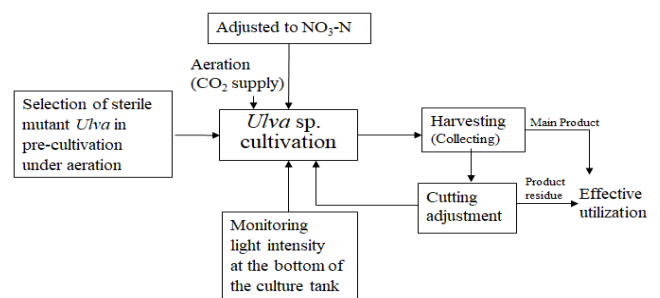 Adjusted to NO₃-N
Aeration
(CO₂ supply)
Selection of sterile
mutant Ulva in
pre-cultivation
under aeration
Ulva sp.
cultivation
Harvesting
(Collecting)
Main Product
Cutting
adjustment
Product
residue
Effective
utilization
Monitoring
light intensity
at the bottom of
the culture tank